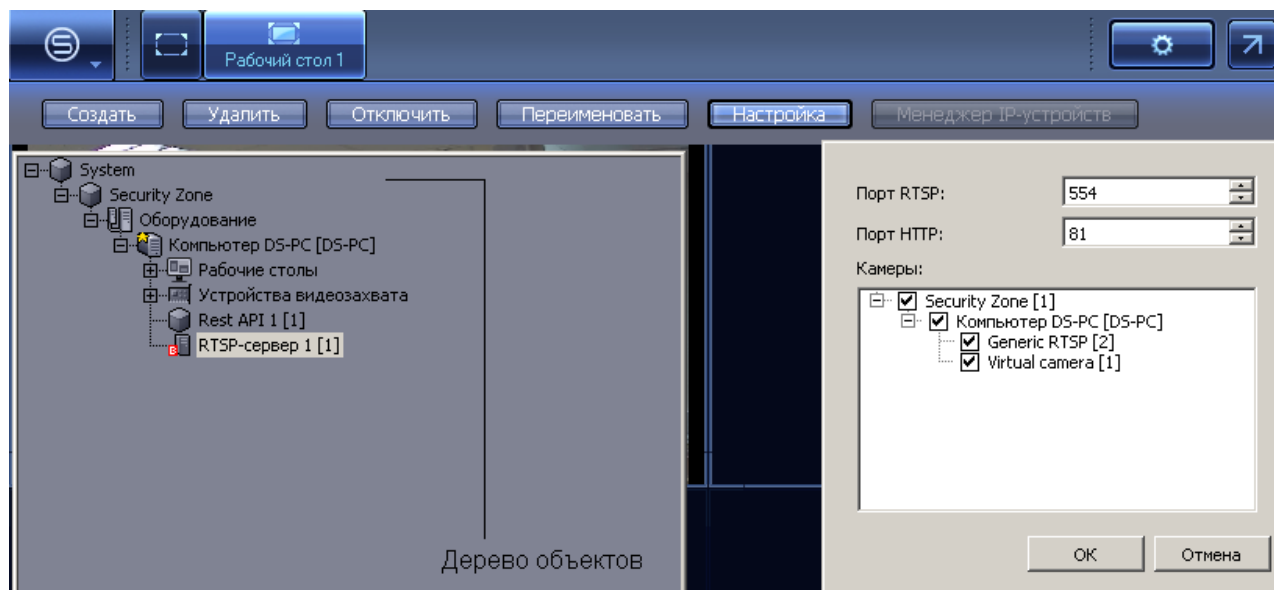 Рабочий стол 1
Создать Удалить Отключить Переименовать Настройка Менеджер IP-устройств
System
Security Zone
Оборудование
Компьютер DS-PC [DS-PC]
Рабочие столы
Устройства видеозахвата
Rest API 1 [1]
RTSP-сервер 1 [1]
Дерево объектов
Порт RTSP: 554
Порт HTTP: 81
Камеры:
Security Zone [1]
Компьютер DS-PC [DS-PC]
Generic RTSP [2]
Virtual camera [1]
ОК Отмена